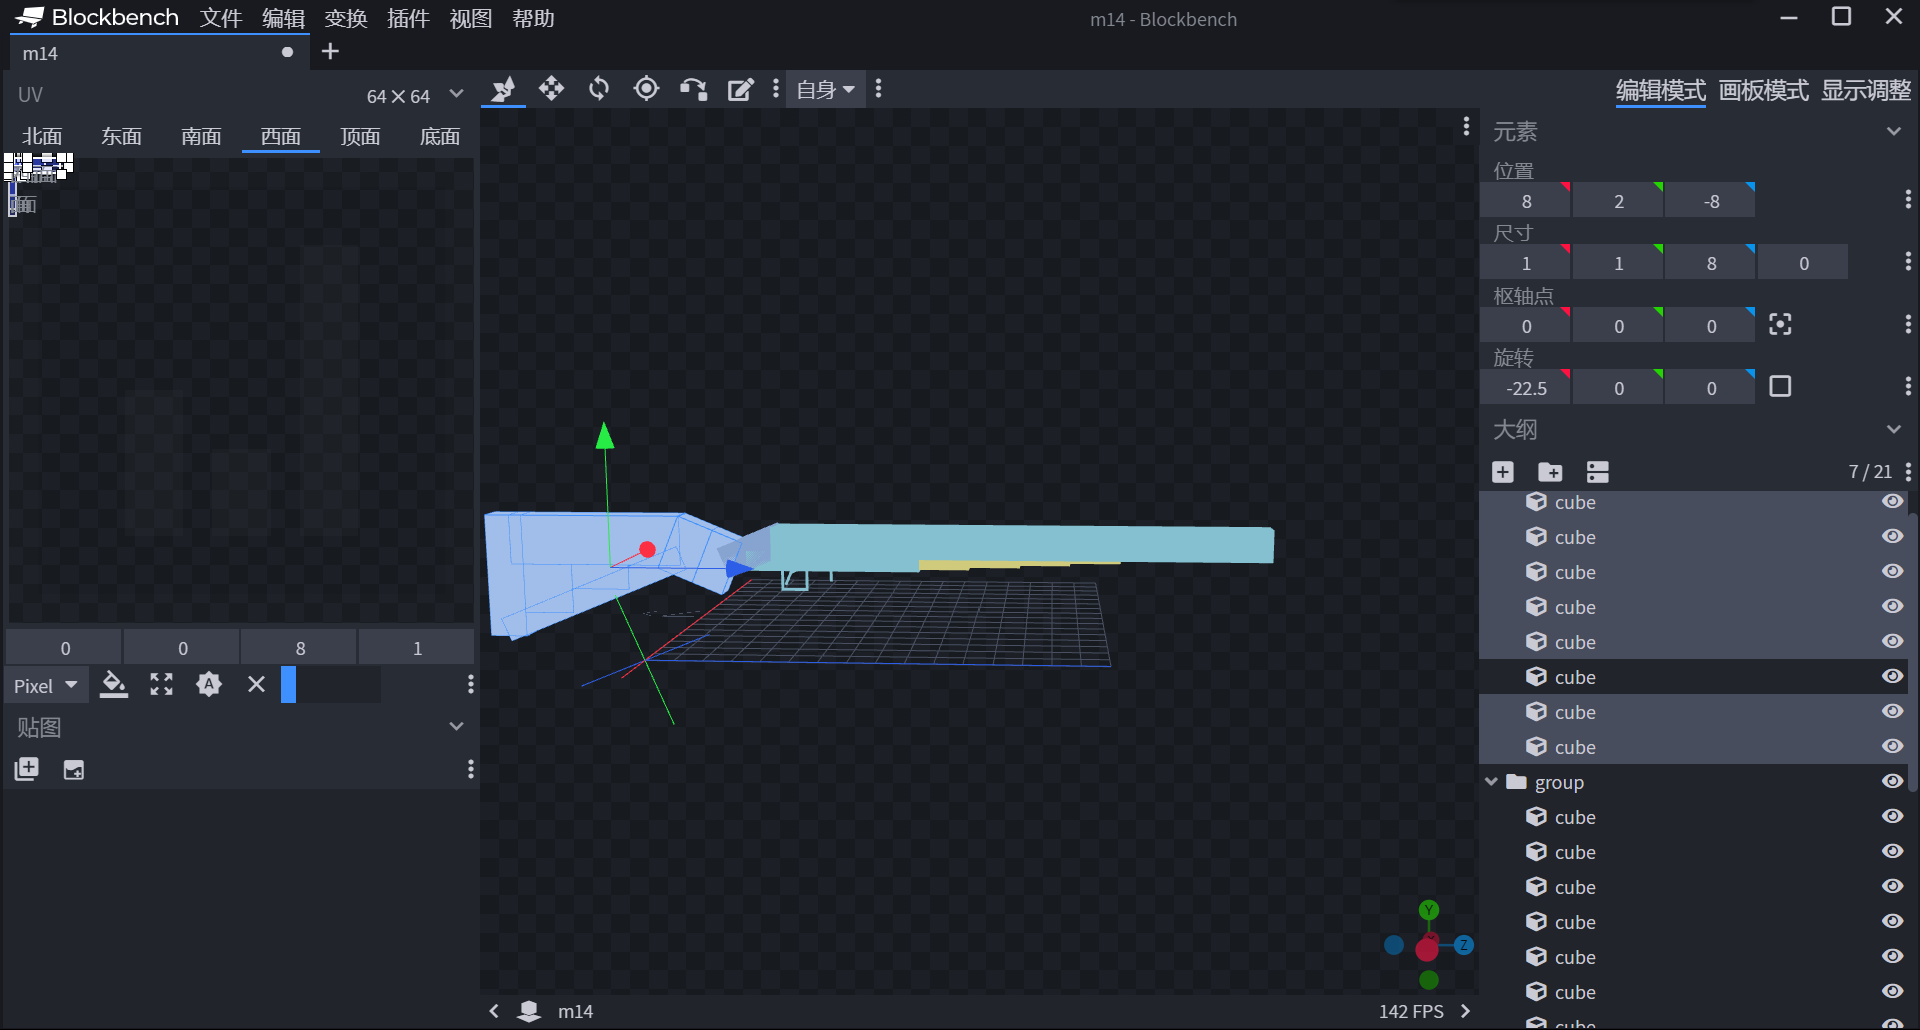 Blockbench 文件 编辑 变换 插件 视图 帮助
m14 - Blockbench
m14
UV
64 × 64
北面 东面 南面 西面 顶面 底面
面
0 0 8 1
Pixel
贴图
自身
编辑模式 画板模式 显示调整
元素
位置
8 2 -8
尺寸
1 1 8 0
枢轴点
0 0 0
旋转
-22.5 0 0
大纲
7 / 21
cube
cube
cube
cube
cube
cube
cube
cube
group
cube
cube
cube
cube
cube
cube
cube
Y
Z
m14
142 FPS